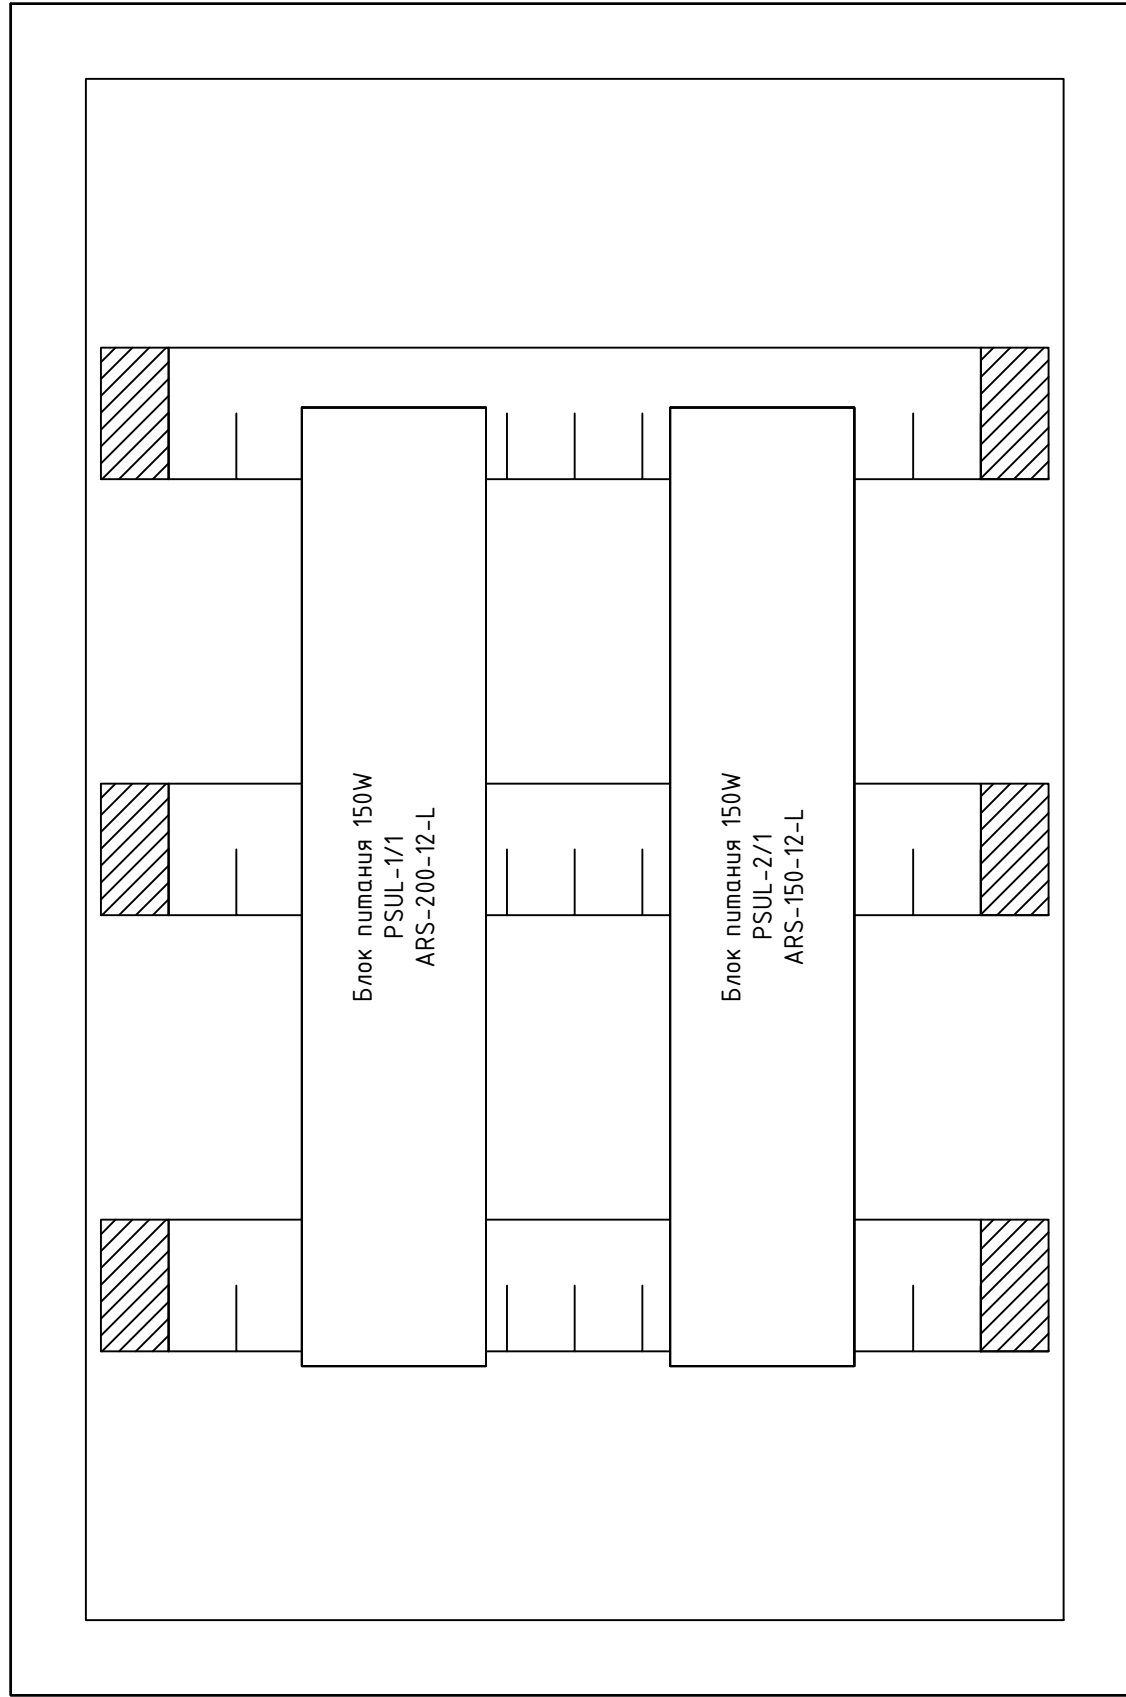 Блок питания 150W
PSUL-1/1
ARS-200-12-L
Блок питания 150W
PSUL-2/1
ARS-150-12-L